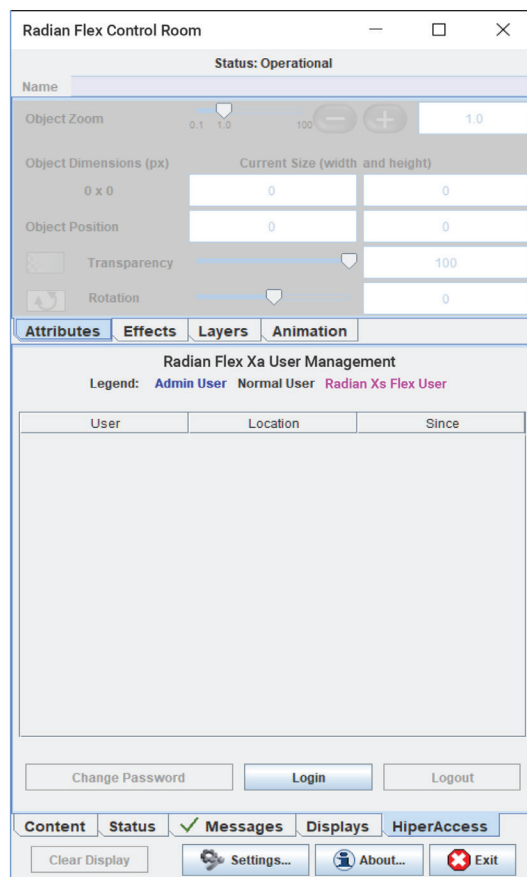 Radian Flex Control Room
Status: Operational
Name
Object Zoom 0.1 1.0 100 1.0
Object Dimensions (px) Current Size (width and height)
0 x 0 0 0
Object Position 0 0
Transparency 100
Rotation 0
Attributes Effects Layers Animation
Radian Flex Xa User Management
Legend: Admin User Normal User Radian Xs Flex User
User Location Since
Change Password Login Logout
Content Status Messages Displays HiperAccess
Clear Display Settings... About... Exit